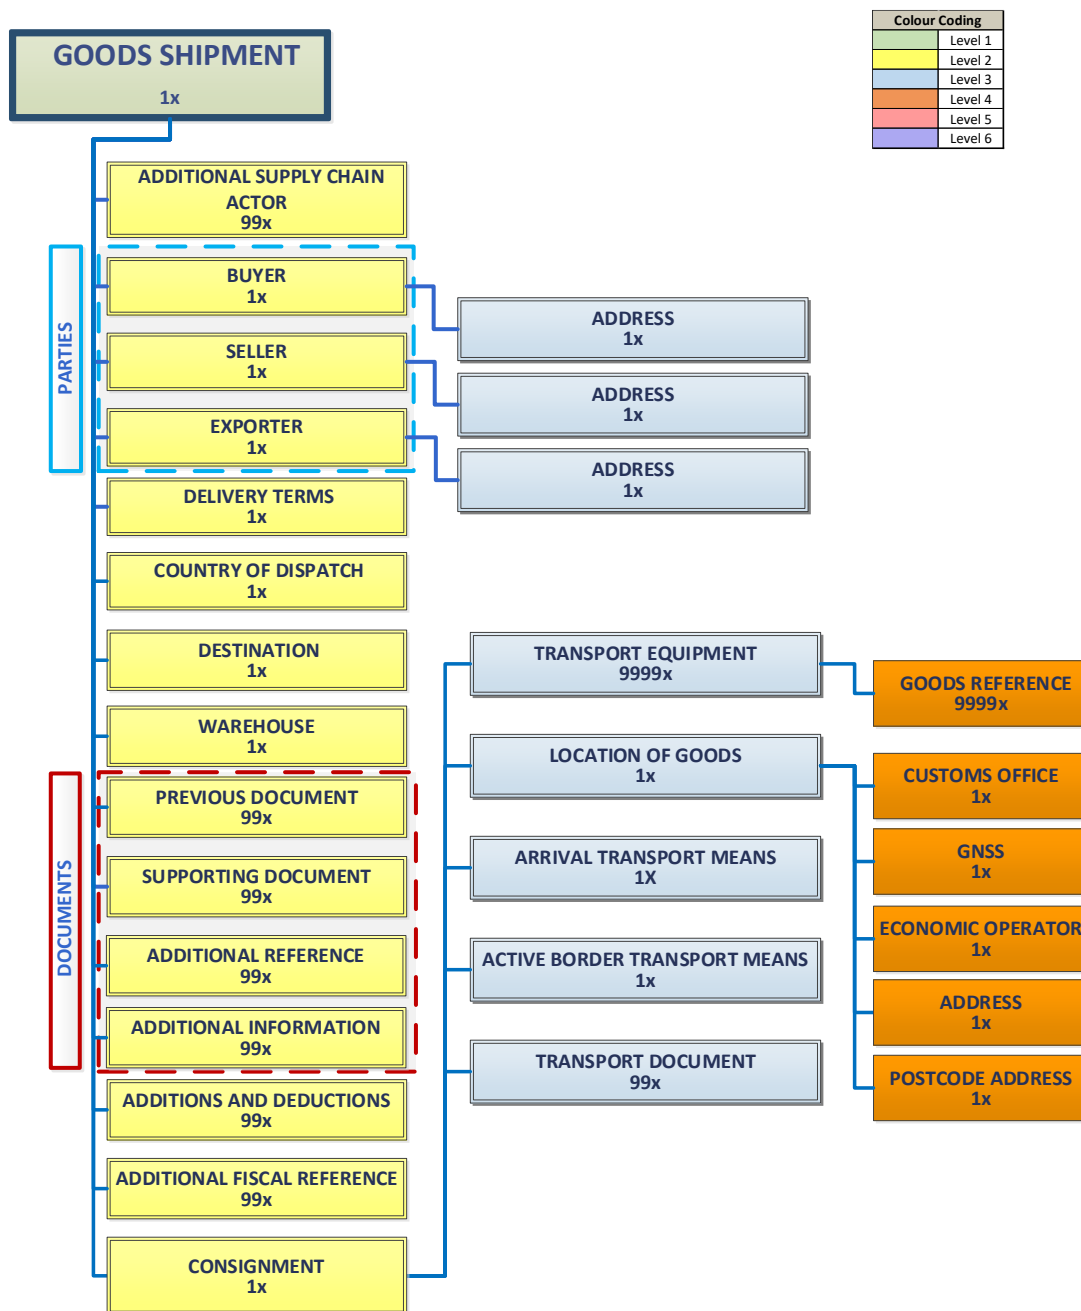 GOODS SHIPMENT
1x
Colour Coding
Level 1
Level 2
Level 3
Level 4
Level 5
Level 6
ADDITIONAL SUPPLY CHAIN
ACTOR
99x
PARTIES
BUYER
1x
ADDRESS
1x
SELLER
1x
ADDRESS
1x
EXPORTER
1x
ADDRESS
1x
DELIVERY TERMS
1x
COUNTRY OF DISPATCH
1x
DESTINATION
1x
WAREHOUSE
1x
DOCUMENTS
PREVIOUS DOCUMENT
99x
SUPPORTING DOCUMENT
99x
ADDITIONAL REFERENCE
99x
ADDITIONAL INFORMATION
99x
ADDITIONS AND DEDUCTIONS
99x
ADDITIONAL FISCAL REFERENCE
99x
CONSIGNMENT
1x
TRANSPORT EQUIPMENT
9999x
GOODS REFERENCE
9999x
LOCATION OF GOODS
1x
CUSTOMS OFFICE
1x
GNSS
1x
ECONOMIC OPERATOR
1x
ADDRESS
1x
POSTCODE ADDRESS
1x
ARRIVAL TRANSPORT MEANS
1X
ACTIVE BORDER TRANSPORT MEANS
1x
TRANSPORT DOCUMENT
99x